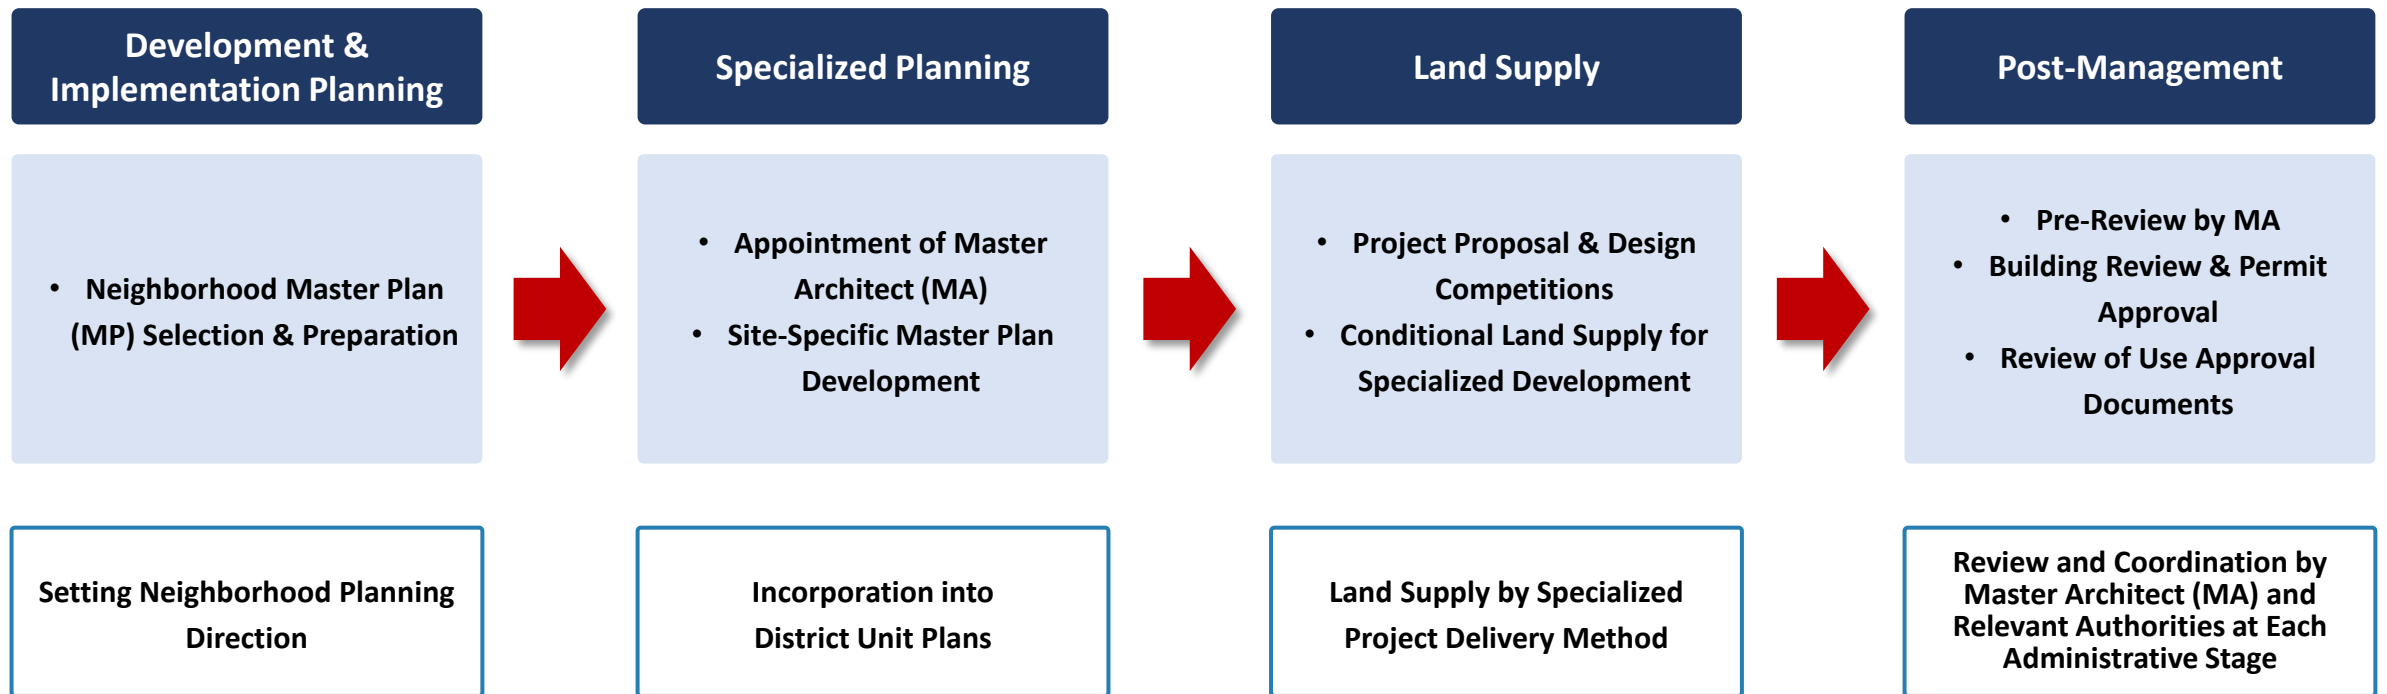 Development &
Implementation Planning
Specialized Planning
Land Supply
Post-Management
• Neighborhood Master Plan
(MP) Selection & Preparation
• Appointment of Master
Architect (MA)
• Site-Specific Master Plan
Development
• Project Proposal & Design
Competitions
• Conditional Land Supply for
Specialized Development
• Pre-Review by MA
• Building Review & Permit
Approval
• Review of Use Approval
Documents
Setting Neighborhood Planning
Direction
Incorporation into
District Unit Plans
Land Supply by Specialized
Project Delivery Method
Review and Coordination by
Master Architect (MA) and
Relevant Authorities at Each
Administrative Stage